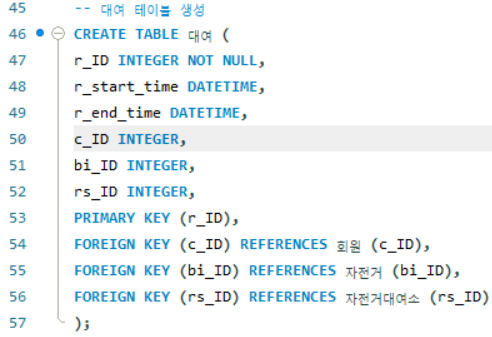 45 -- 대여 테이블 생성
46 CREATE TABLE 대여 (
47 r_ID INTEGER NOT NULL,
48 r_start_time DATETIME,
49 r_end_time DATETIME,
50 c_ID INTEGER,
51 bi_ID INTEGER,
52 rs_ID INTEGER,
53 PRIMARY KEY (r_ID),
54 FOREIGN KEY (c_ID) REFERENCES 회원 (c_ID),
55 FOREIGN KEY (bi_ID) REFERENCES 자전거 (bi_ID),
56 FOREIGN KEY (rs_ID) REFERENCES 자전거대여소 (rs_ID)
57 );